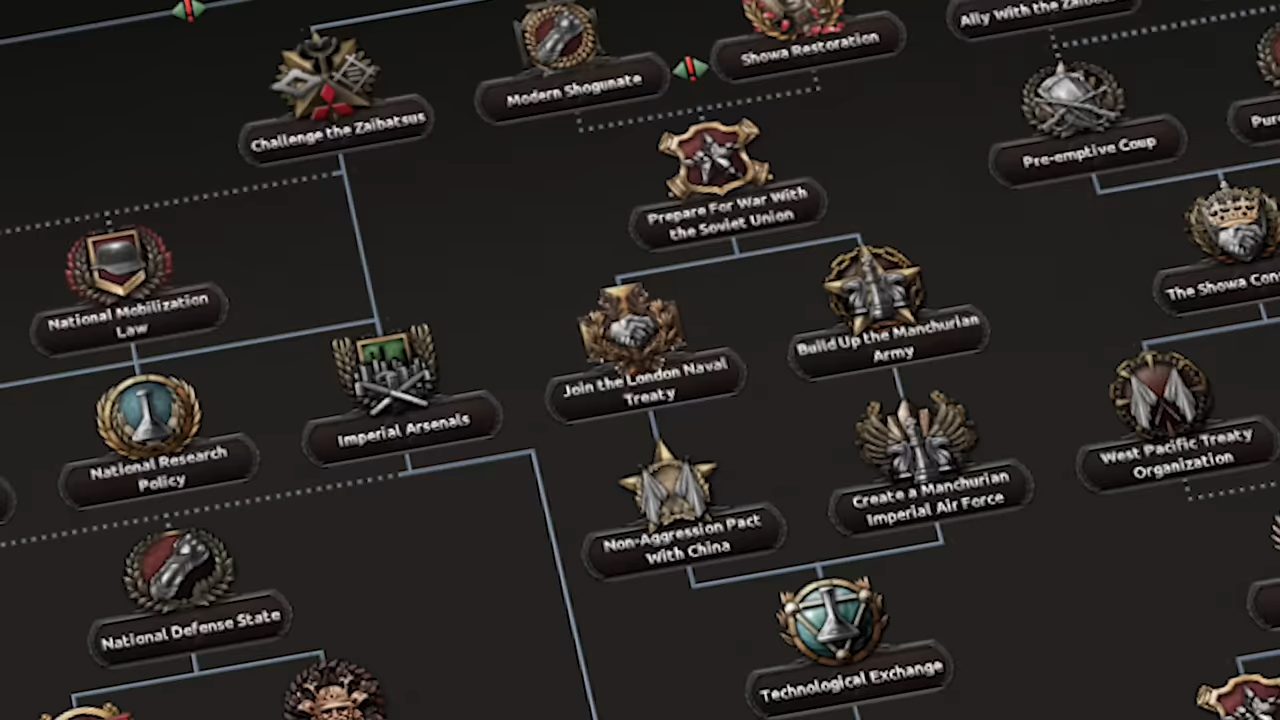 Ally With the
Showa Restoration
Modern Shogunate
Challenge the Zaibatsus
Pre-emptive Coup
Prepare For War With
the Soviet Union
National Mobilization
Law
The Showa
Build Up the Manchurian
Army
Join the London Naval
Treaty
Imperial Arsenals
National Research
Policy
West Pacific Treaty
Organization
Create a Manchurian
Imperial Air Force
Non-Aggression Pact
With China
National Defense State
Technological Exchange